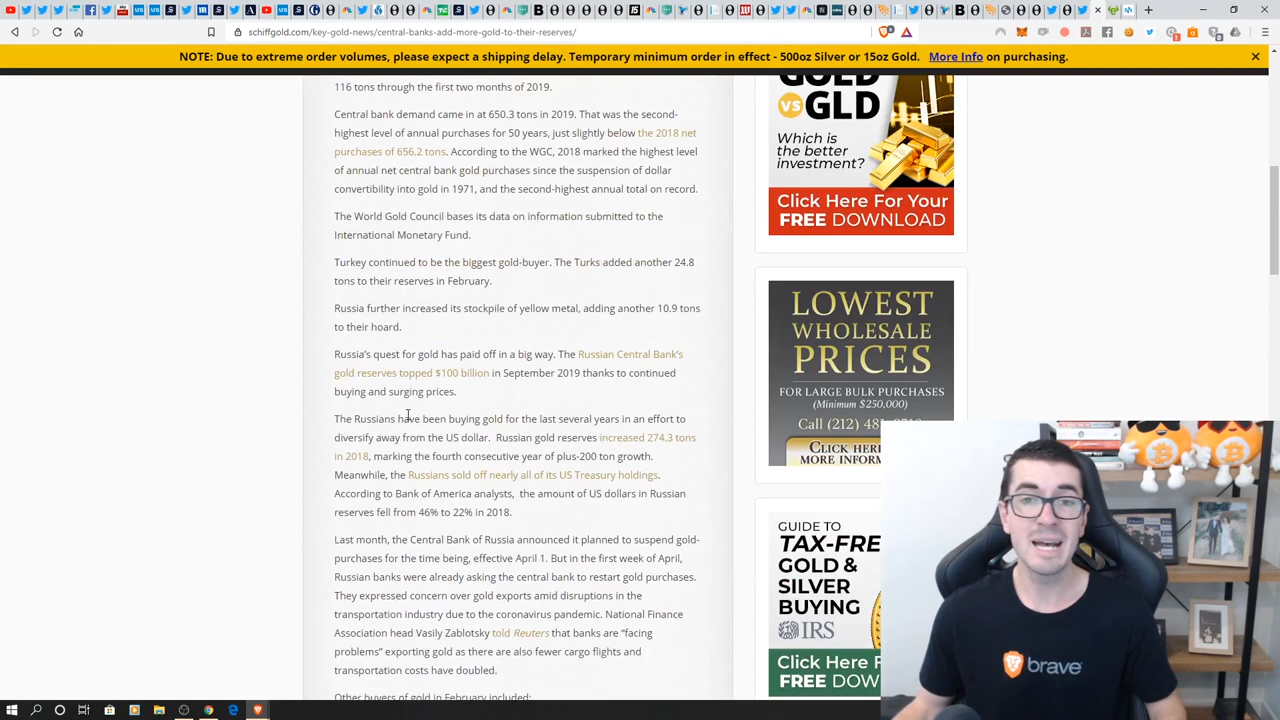 schiffgold.com/key-gold-news/central-banks-add-more-gold-to-their-reserves/
NOTE: Due to extreme order volumes, please expect a shipping delay. Temporary minimum order in effect - 500oz Silver or 15oz Gold. More Info on purchasing.
116 tons through the first two months of 2019.
Central bank demand came in at 650.3 tons in 2019. That was the second-
highest level of annual purchases for 50 years, just slightly below the 2018 net
purchases of 656.2 tons. According to the WGC, 2018 marked the highest level
of annual net central bank gold purchases since the suspension of dollar
convertibility into gold in 1971, and the second-highest annual total on record.
The World Gold Council bases its data on information submitted to the
International Monetary Fund.
Turkey continued to be the biggest gold-buyer. The Turks added another 24.8
tons to their reserves in February.
Russia further increased its stockpile of yellow metal, adding another 10.9 tons
to their hoard.
Russia's quest for gold has paid off in a big way. The Russian Central Bank's
gold reserves topped $100 billion in September 2019 thanks to continued
buying and surging prices.
The Russians have been buying gold for the last several years in an effort to
diversify away from the US dollar. Russian gold reserves increased 274.3 tons
in 2018, marking the fourth consecutive year of plus-200 ton growth.
Meanwhile, the Russians sold off nearly all of its US Treasury holdings.
According to Bank of America analysts, the amount of US dollars in Russian
reserves fell from 46% to 22% in 2018.
Last month, the Central Bank of Russia announced it planned to suspend gold-
purchases for the time being, effective April 1. But in the first week of April,
Russian banks were already asking the central bank to restart gold purchases.
They expressed concern over gold exports amid disruptions in the
transportation industry due to the coronavirus pandemic. National Finance
Association head Vasily Zablotsky told Reuters that banks are "facing
problems" exporting gold as there are also fewer cargo flights and
transportation costs have doubled.
Other buyers of gold in February included:
GOLD
VS GLD
Which is
the better
investment?
Click Here For Your
FREE DOWNLOAD
LOWEST
WHOLESALE
PRICES
FOR LARGE BULK PURCHASES
(Minimum $250,000)
Call (212) 481
CLICK HERE
MORE INFORM
GUIDE TO
TAX-FRE
GOLD &
SILVER
BUYING
IRS
Click Here F
FREE DOW
brave